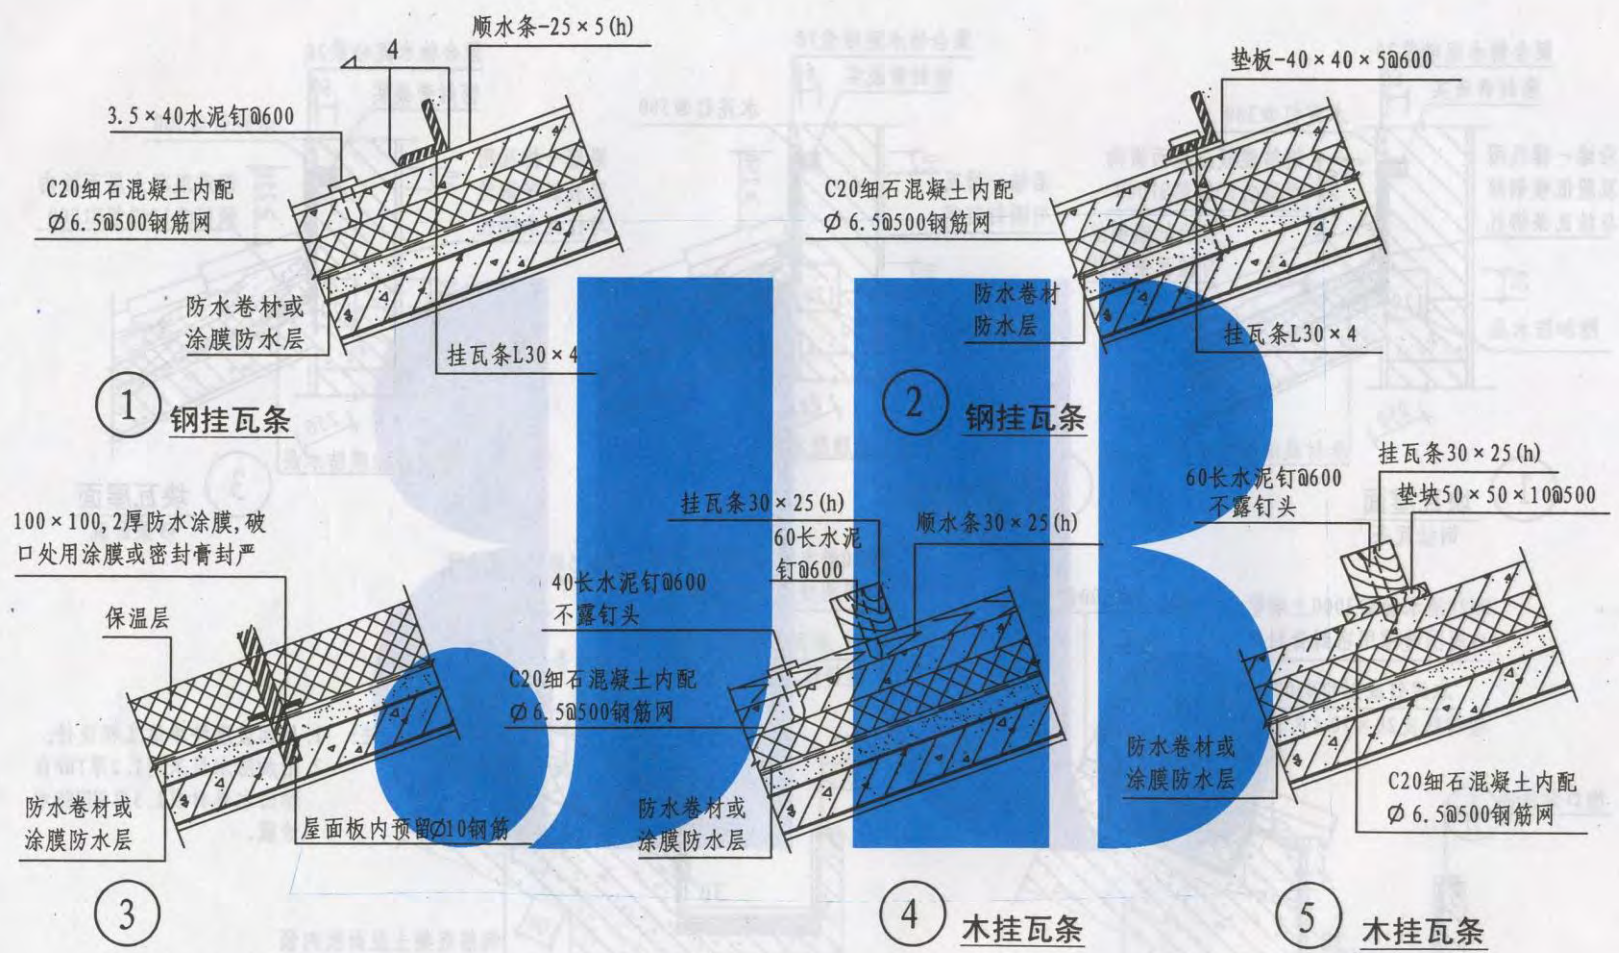 顺水条-25×5(h)
4
3.5×40水泥钉@600
C20细石混凝土内配
Ø6.5@500钢筋网
防水卷材或
涂膜防水层
挂瓦条L30×4
1 钢挂瓦条
垫板-40×40×5@600
C20细石混凝土内配
Ø6.5@500钢筋网
防水卷材
防水层
挂瓦条L30×4
2 钢挂瓦条
100×100,2厚防水涂膜,破
口处用涂膜或密封膏封严
保温层
防水卷材或
涂膜防水层
屋面板内预留Ø10钢筋
3
挂瓦条30×25(h)
顺水条30×25(h)
60长水泥
钉@600
40长水泥钉@600
不露钉头
C20细石混凝土内配
Ø6.5@500钢筋网
防水卷材或
涂膜防水层
4 木挂瓦条
挂瓦条30×25(h)
60长水泥钉@600
不露钉头
垫块50×50×10@500
防水卷材或
涂膜防水层
C20细石混凝土内配
Ø6.5@500钢筋网
5 木挂瓦条